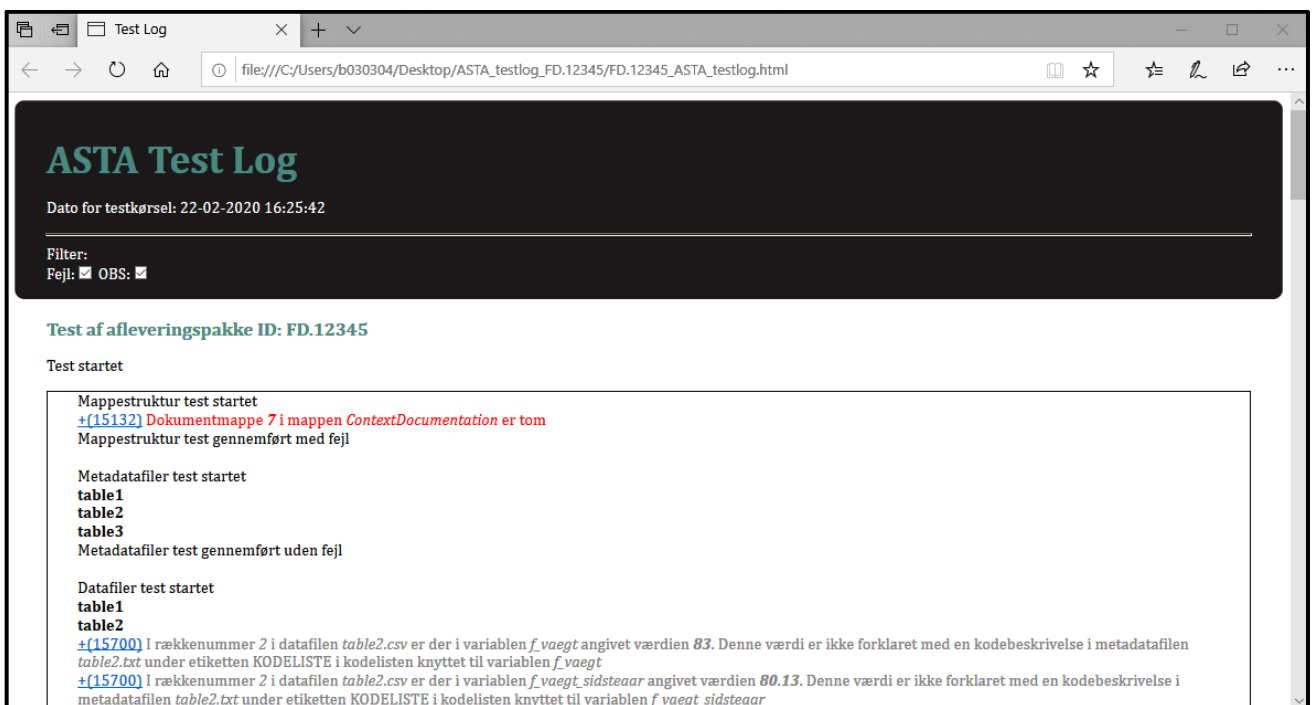 Test Log
file:///C:/Users/b030304/Desktop/ASTA_testlog_FD.12345/FD.12345_ASTA_testlog.html
ASTA Test Log
Dato for testkørsel: 22-02-2020 16:25:42
Filter:
Fejl: OBS:
Test af afleveringspakke ID: FD.12345
Test startet
Mappestruktur test startet
+(15132) Dokumentmappe 7 i mappen ContextDocumentation er tom
Mappestruktur test gennemført med fejl
Metadatafiler test startet
table1
table2
table3
Metadatafiler test gennemført uden fejl
Datafiler test startet
table1
table2
+(15700) I rækkenummer 2 i datafilen table2.csv er der i variablen f_vaegt angivet værdien 83. Denne værdi er ikke forklaret med en kodebeskrivelse i metadatafilen
table2.txt under etiketten KODELISTE i kodelisten knyttet til variablen f_vaegt
+(15700) I rækkenummer 2 i datafilen table2.csv er der i variablen f_vaegt_sidsteaar angivet værdien 80.13. Denne værdi er ikke forklaret med en kodebeskrivelse i
metadatafilen table2.txt under etiketten KODELISTE i kodelisten knyttet til variablen f_vaegt_sidsteaar